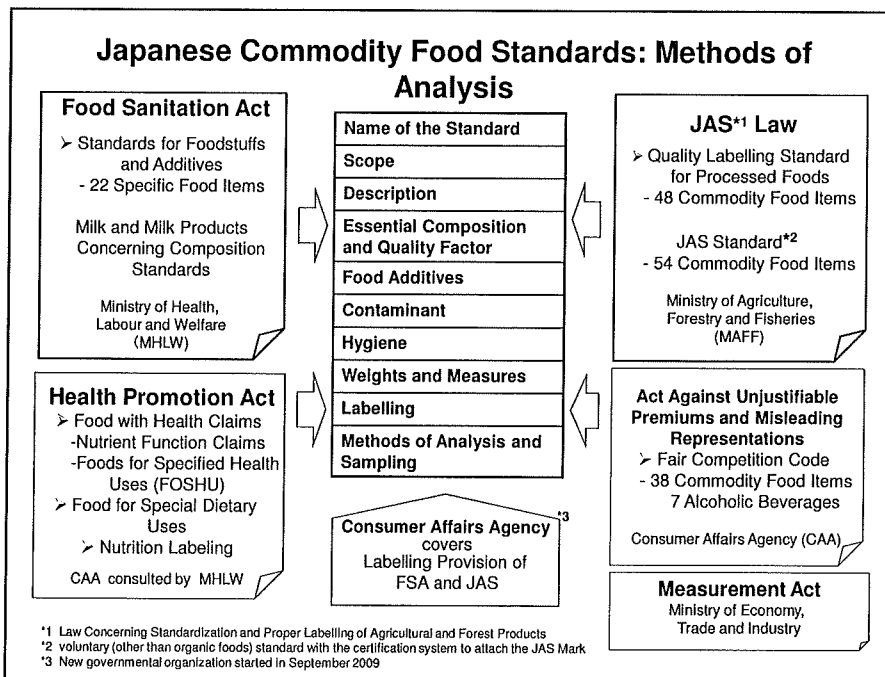 Japanese Commodity Food Standards: Methods of
Analysis
Food Sanitation Act
➢ Standards for Foodstuffs
and Additives
- 22 Specific Food Items
Milk and Milk Products
Concerning Composition
Standards
Ministry of Health,
Labour and Welfare
(MHLW)
Health Promotion Act
➢ Food with Health Claims
-Nutrient Function Claims
-Foods for Specified Health
Uses (FOSHU)
➢ Food for Special Dietary
Uses
➢ Nutrition Labeling
CAA consulted by MHLW
Name of the Standard
Scope
Description
Essential Composition
and Quality Factor
Food Additives
Contaminant
Hygiene
Weights and Measures
Labelling
Methods of Analysis and
Sampling
*3
Consumer Affairs Agency
covers
Labelling Provision of
FSA and JAS
JAS*1 Law
➢ Quality Labelling Standard
for Processed Foods
- 48 Commodity Food Items
JAS Standard*2
- 54 Commodity Food Items
Ministry of Agriculture,
Forestry and Fisheries
(MAFF)
Act Against Unjustifiable
Premiums and Misleading
Representations
➢ Fair Competition Code
- 38 Commodity Food Items
7 Alcoholic Beverages
Consumer Affairs Agency (CAA)
Measurement Act
Ministry of Economy,
Trade and Industry
*1 Law Concerning Standardization and Proper Labelling of Agricultural and Forest Products
*2 voluntary (other than organic foods) standard with the certification system to attach the JAS Mark
*3 New governmental organization started in September 2009